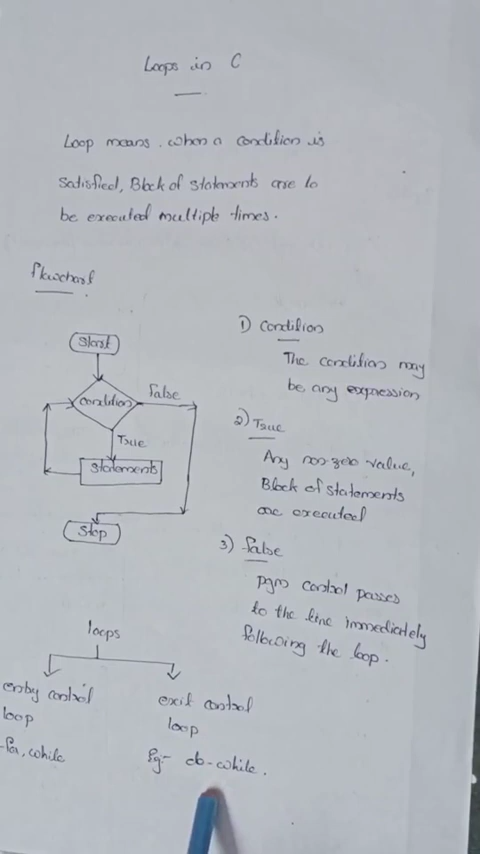 Loops in C
Loop means, when a condition is
satisfied, Block of statements are to
be executed multiple times.
flowchart
Start
condition
false
True
statements
Stop
1) condition
The condition may
be any expression
2) True
Any non zero value,
Block of statements
are executed
3) false
pgm control passes
to the line immediately
following the loop.
loops
entry control
loop
for, while
exit control
loop
Eg:- do-while.